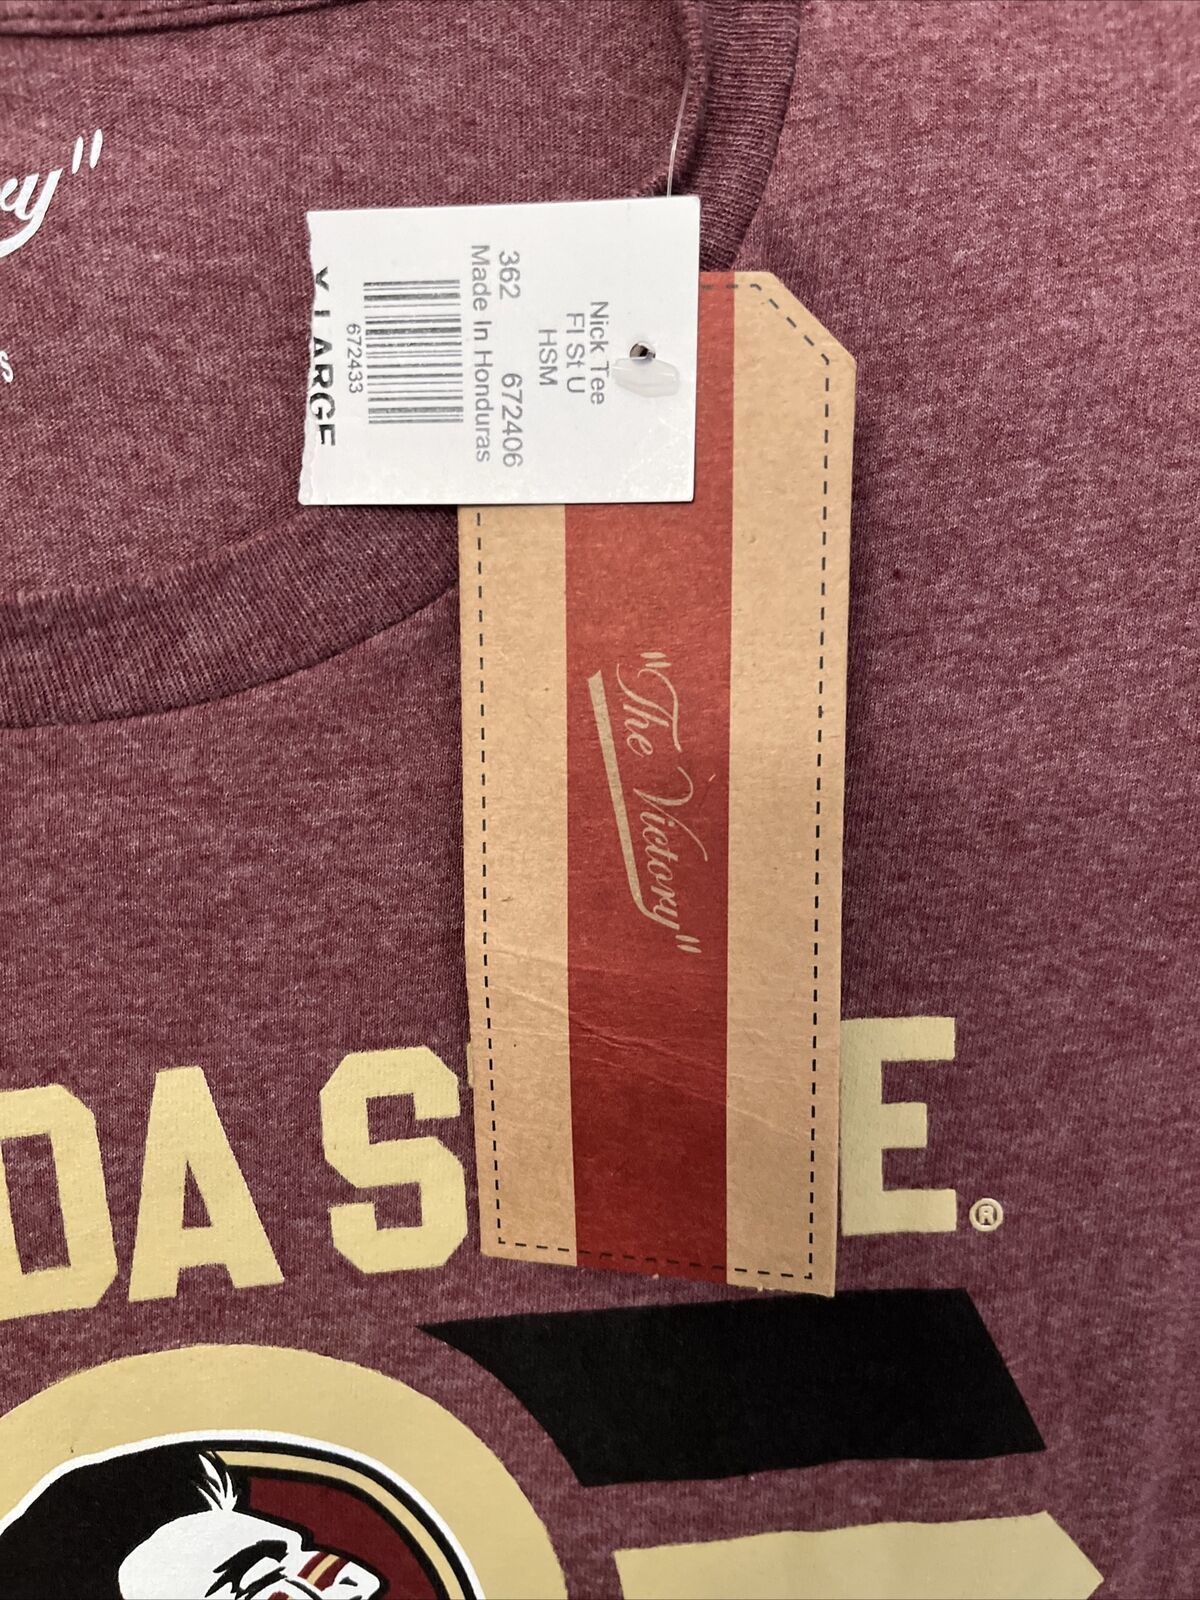 Nick Tee
Fl St U
HSM
362 672406
Made In Honduras
672433
X LARGE
"The Victory"
DA S E
®